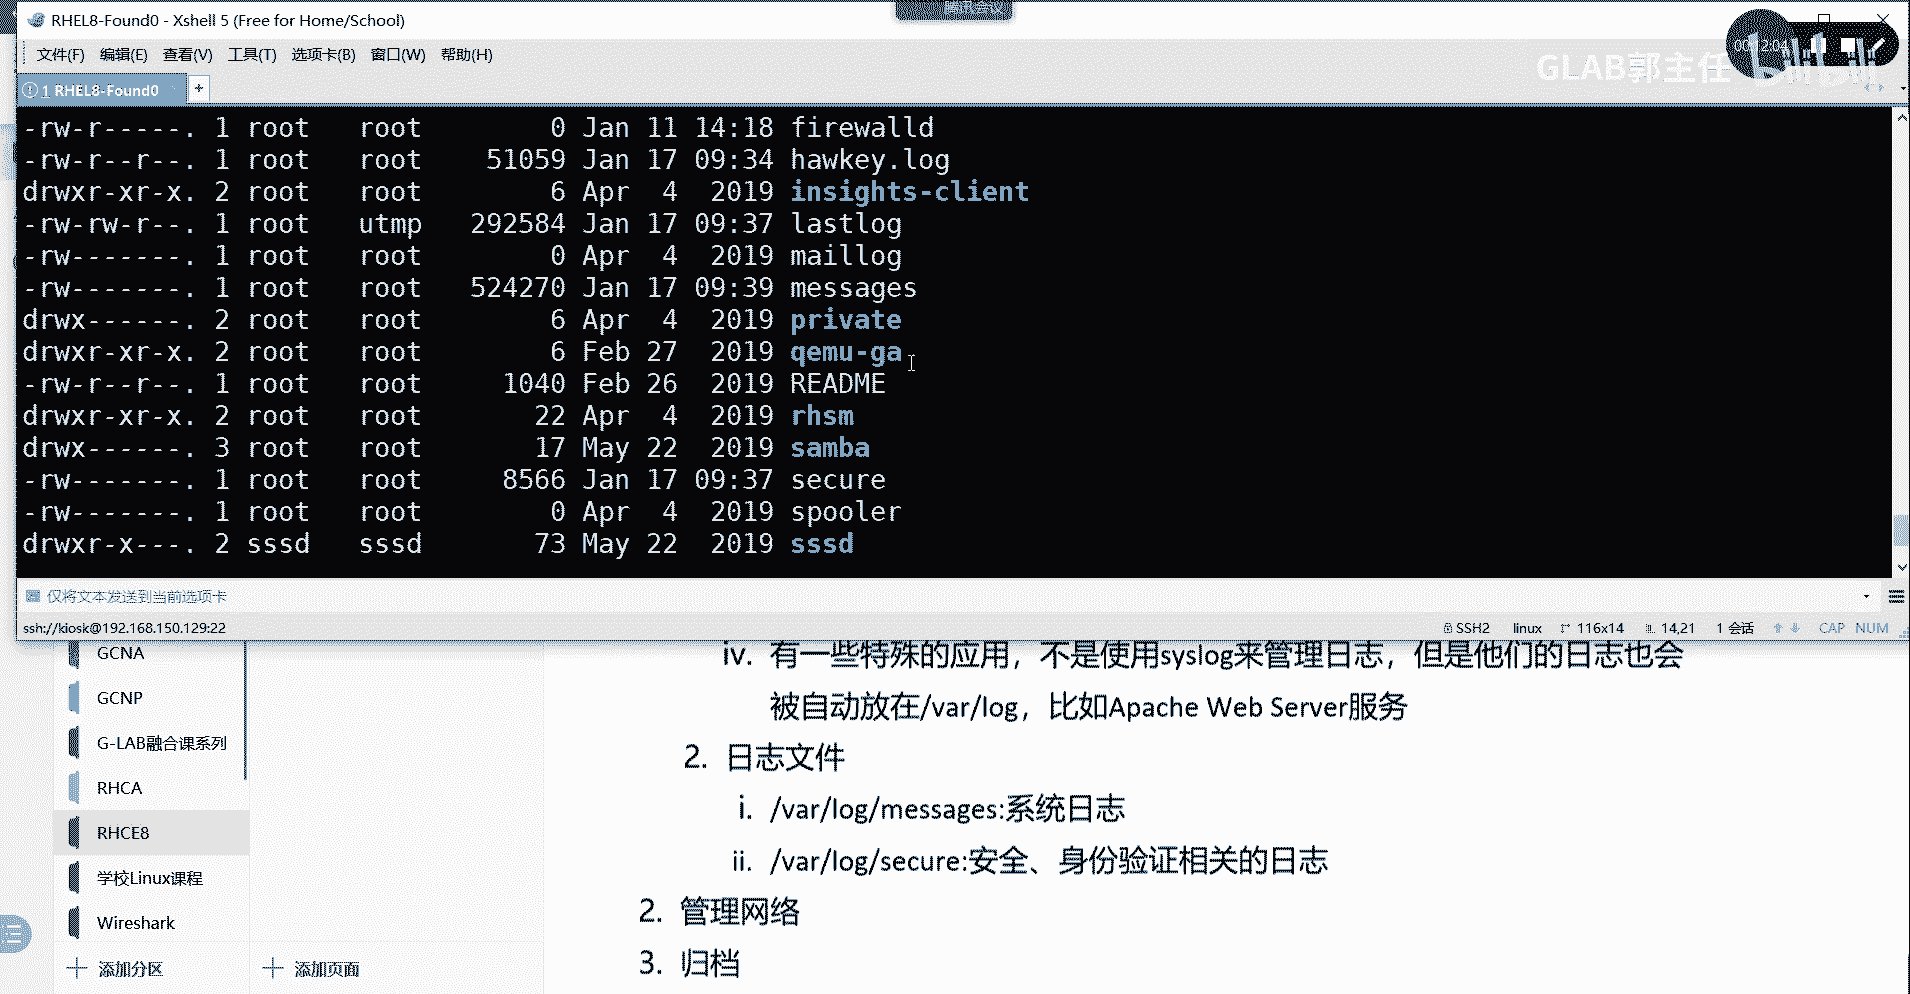 腾讯会议
RHEL8-Found0 - Xshell 5 (Free for Home/School)
00:12:04
文件(F) 编辑(E) 查看(V) 工具(T) 选项卡(B) 窗口(W) 帮助(H)
GLAB郭主任 bilibili
1 RHEL8-Found0
+
-rw-r-----. 1 root root 0 Jan 11 14:18 firewalld
-rw-r--r--. 1 root root 51059 Jan 17 09:34 hawkey.log
drwxr-xr-x. 2 root root 6 Apr 4 2019 insights-client
-rw-rw-r--. 1 root utmp 292584 Jan 17 09:37 lastlog
-rw-------. 1 root root 0 Apr 4 2019 maillog
-rw-------. 1 root root 524270 Jan 17 09:39 messages
drwx------. 2 root root 6 Apr 4 2019 private
drwxr-xr-x. 2 root root 6 Feb 27 2019 qemu-ga
-rw-r--r--. 1 root root 1040 Feb 26 2019 README
drwxr-xr-x. 2 root root 22 Apr 4 2019 rhsm
drwx------. 3 root root 17 May 22 2019 samba
-rw-------. 1 root root 8566 Jan 17 09:37 secure
-rw-------. 1 root root 0 Apr 4 2019 spooler
drwxr-x---. 2 sssd sssd 73 May 22 2019 sssd
仅将文本发送到当前选项卡
ssh://kiosk@192.168.150.129:22 SSH2 linux 116x14 14,21 1 会话 CAP NUM
GCNA
GCNP
G-LAB融合课系列
RHCA
RHCE8
学校Linux课程
Wireshark
添加分区
添加页面
iv. 有一些特殊的应用，不是使用syslog来管理日志，但是他们的日志也会
被自动放在/var/log，比如Apache Web Server服务
2. 日志文件
i. /var/log/messages:系统日志
ii. /var/log/secure:安全、身份验证相关的日志
2. 管理网络
3. 归档